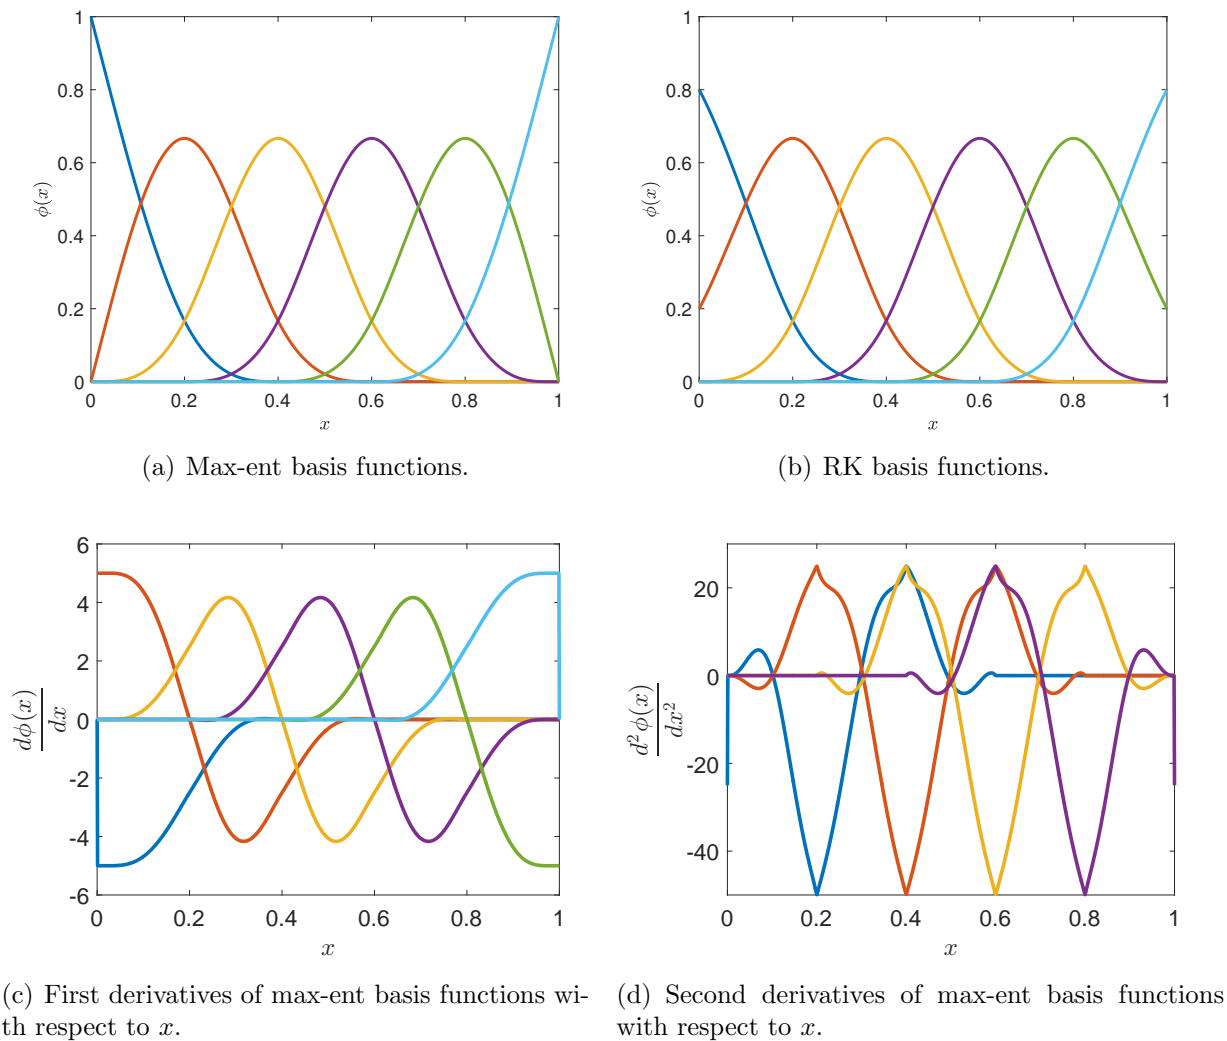 1
0.8
0.6
0.4
0.2
0
ϕ(x)
0 0.2 0.4 0.6 0.8 1
x
(a) Max-ent basis functions.
1
0.8
0.6
0.4
0.2
0
ϕ(x)
0 0.2 0.4 0.6 0.8 1
x
(b) RK basis functions.
6
4
2
0
-2
-4
-6
dϕ(x)
dx
0 0.2 0.4 0.6 0.8 1
x
(c) First derivatives of max-ent basis functions wi-
th respect to x.
20
0
-20
-40
d²ϕ(x)
dx²
0 0.2 0.4 0.6 0.8 1
x
(d) Second derivatives of max-ent basis functions
with respect to x.